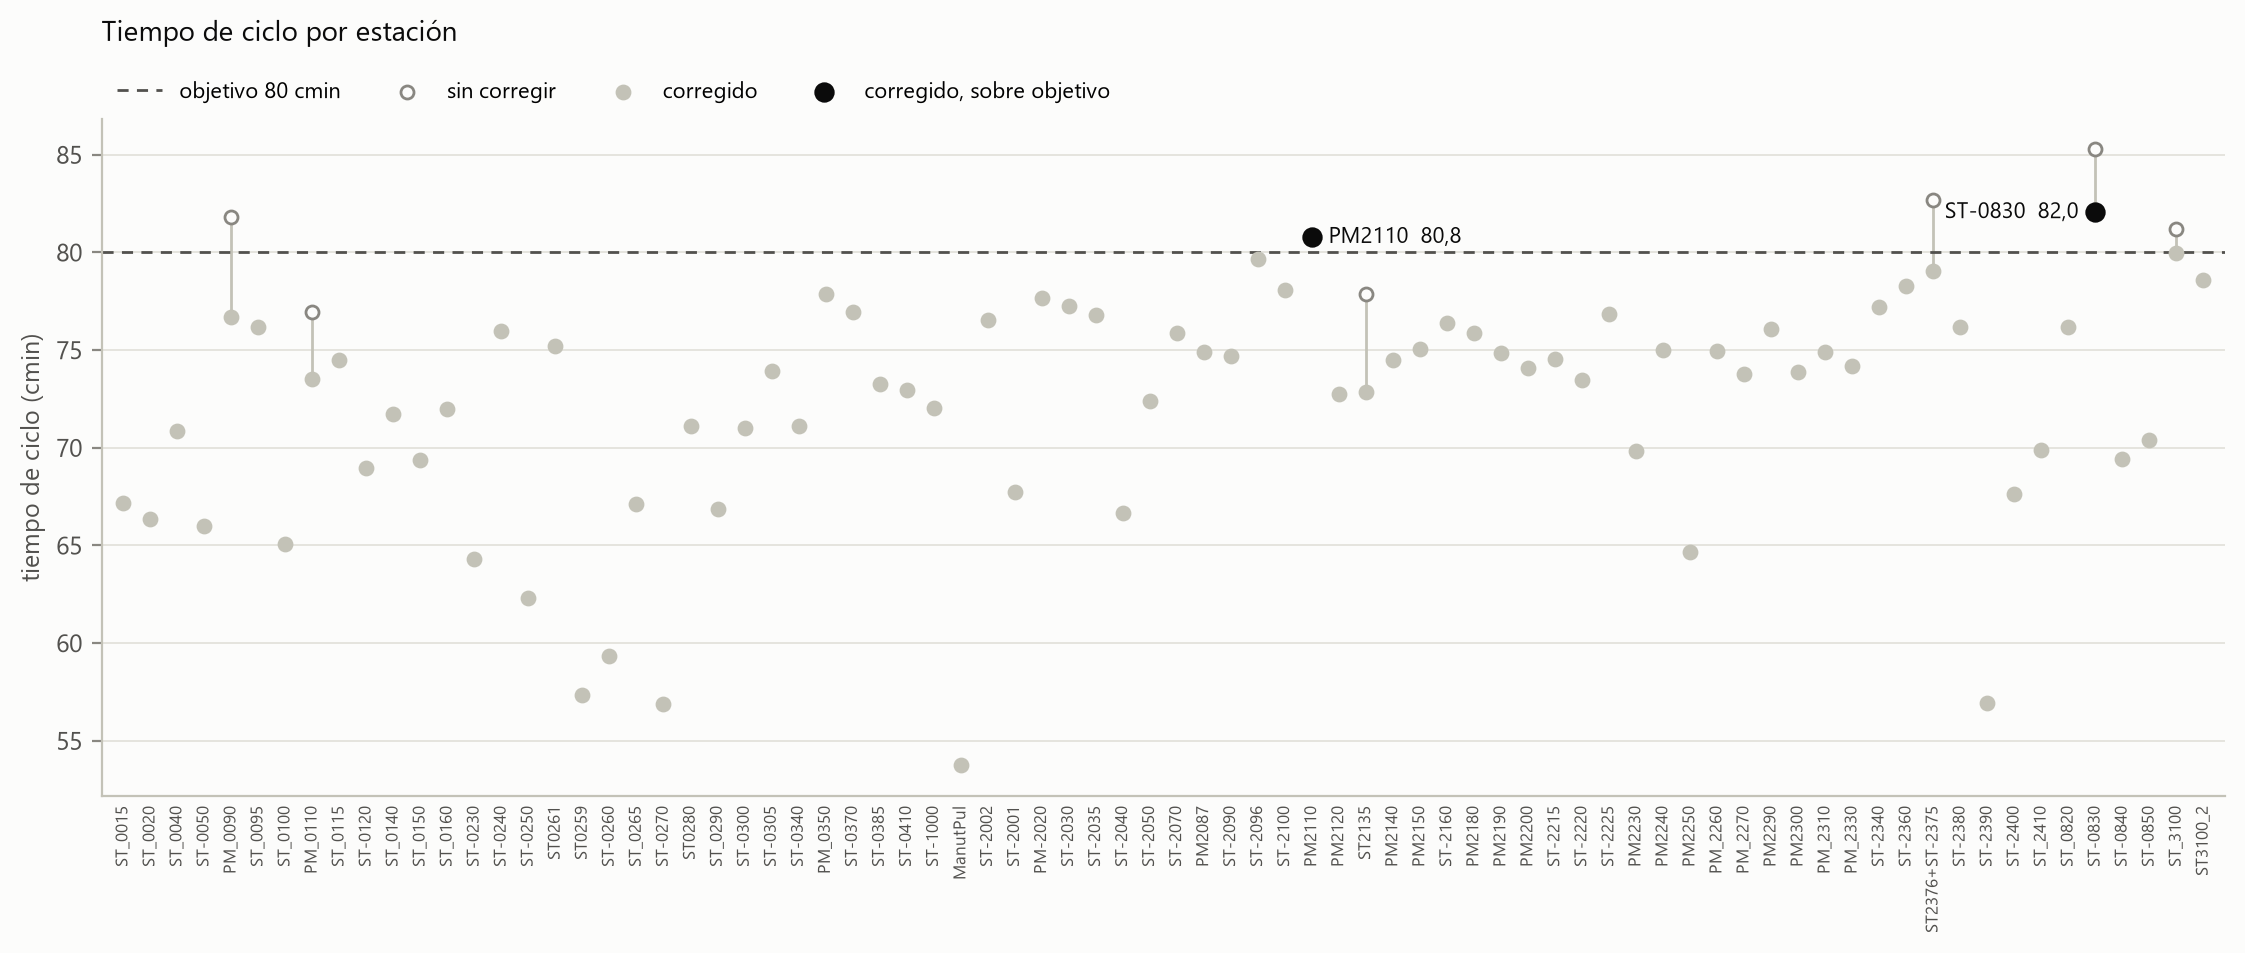 Tiempo de ciclo por estación
objetivo 80 cmin
sin corregir
corregido
corregido, sobre objetivo
tiempo de ciclo (cmin)
85
80
75
70
65
60
55
PM2110 80,8
ST-0830 82,0
ST_0015
ST_0020
ST_0040
ST-0050
PM_0090
ST_0095
ST_0100
PM_0110
ST_0115
ST-0120
ST_0140
ST_0150
ST_0160
ST-0230
ST-0240
ST-0250
ST0261
ST0259
ST-0260
ST_0265
ST-0270
ST0280
ST_0290
ST-0300
ST-0305
ST-0340
PM_0350
ST-0370
ST-0385
ST-0410
ST-1000
ManutPul
ST-2002
ST-2001
PM-2020
ST-2030
ST-2035
ST-2040
ST-2050
ST-2070
PM2087
ST-2090
ST-2096
ST-2100
PM2110
PM2120
ST2135
PM2140
PM2150
ST-2160
PM2180
PM2190
PM2200
ST-2215
ST-2220
ST-2225
PM2230
PM2240
PM2250
PM_2260
PM_2270
PM2290
PM2300
PM_2310
PM_2330
ST-2340
ST-2360
ST2376+ST-2375
ST-2380
ST-2390
ST-2400
ST_2410
ST_0820
ST-0830
ST-0840
ST-0850
ST_3100
ST3100_2